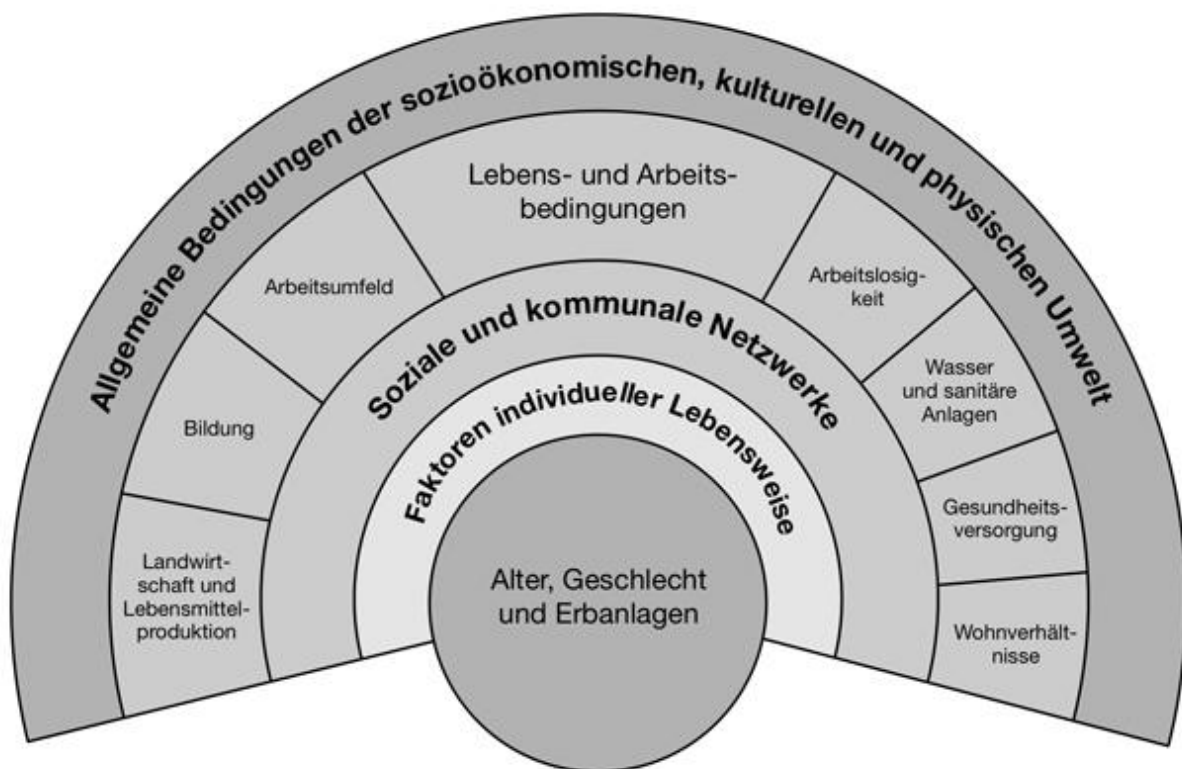 Allgemeine Bedingungen der sozioökonomischen, kulturellen und physischen Umwelt
Lebens- und Arbeits-
bedingungen
Arbeitsumfeld
Arbeitslosig-
keit
Bildung
Wasser
und sanitäre
Anlagen
Landwirt-
schaft und
Lebensmittel-
produktion
Gesundheits-
versorgung
Wohnverhält-
nisse
Soziale und kommunale Netzwerke
Faktoren individueller Lebensweise
Alter, Geschlecht
und Erbanlagen